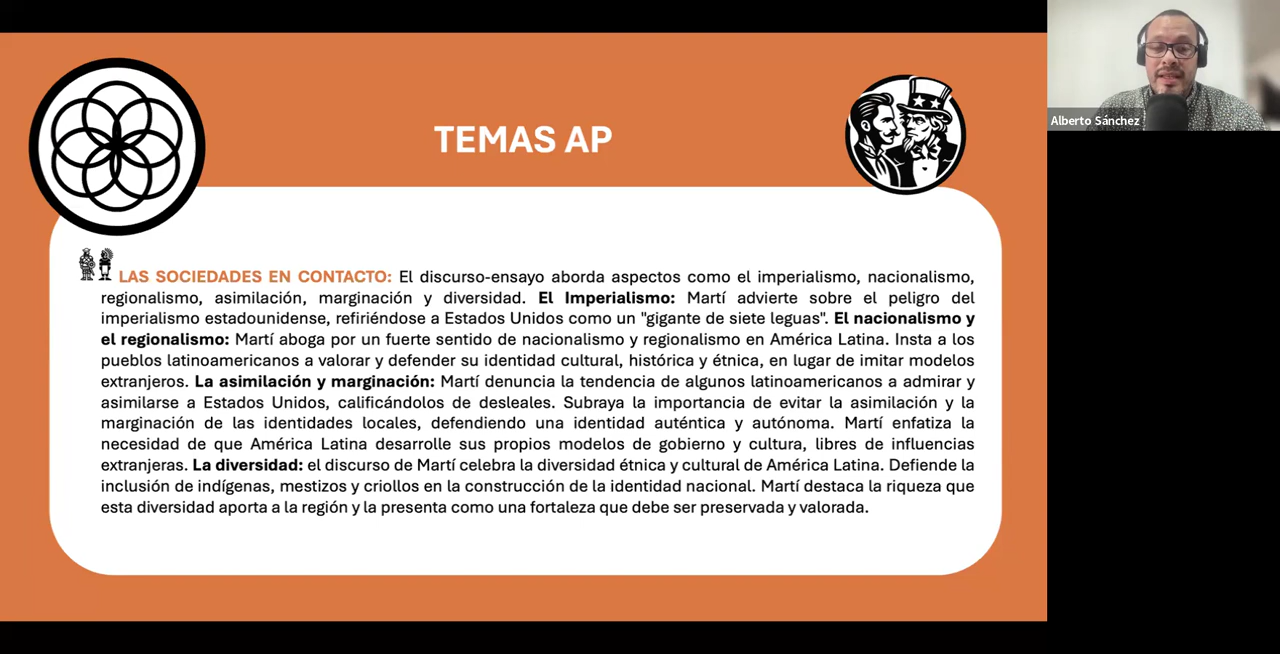 TEMAS AP
LAS SOCIEDADES EN CONTACTO: El discurso-ensayo aborda aspectos como el imperialismo, nacionalismo,
regionalismo, asimilación, marginación y diversidad. El Imperialismo: Martí advierte sobre el peligro del
imperialismo estadounidense, refiriéndose a Estados Unidos como un "gigante de siete leguas". El nacionalismo y
el regionalismo: Martí aboga por un fuerte sentido de nacionalismo y regionalismo en América Latina. Insta a los
pueblos latinoamericanos a valorar y defender su identidad cultural, histórica y étnica, en lugar de imitar modelos
extranjeros. La asimilación y marginación: Martí denuncia la tendencia de algunos latinoamericanos a admirar y
asimilarse a Estados Unidos, calificándolos de desleales. Subraya la importancia de evitar la asimilación y la
marginación de las identidades locales, defendiendo una identidad auténtica y autónoma. Martí enfatiza la
necesidad de que América Latina desarrolle sus propios modelos de gobierno y cultura, libres de influencias
extranjeras. La diversidad: el discurso de Martí celebra la diversidad étnica y cultural de América Latina. Defiende la
inclusión de indígenas, mestizos y criollos en la construcción de la identidad nacional. Martí destaca la riqueza que
esta diversidad aporta a la región y la presenta como una fortaleza que debe ser preservada y valorada.
Alberto Sánchez